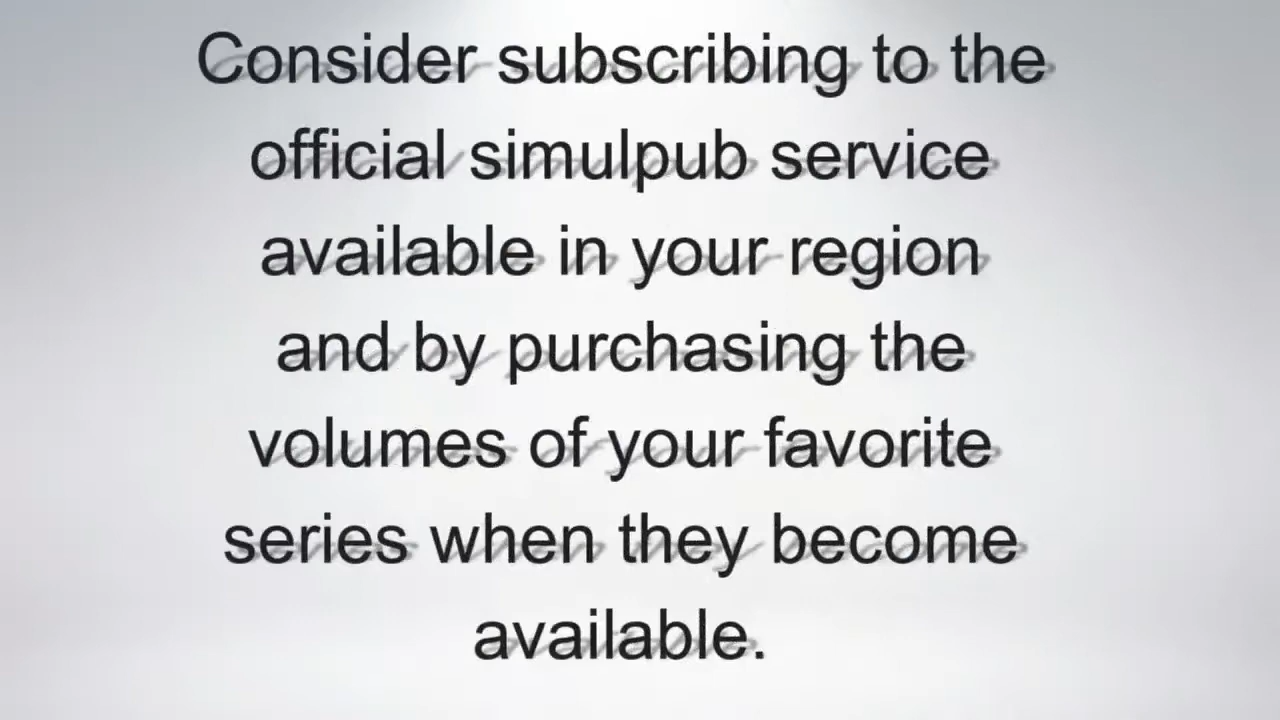 Consider subscribing to the
official simulpub service
available in your region
and by purchasing the
volumes of your favorite
series when they become
available.